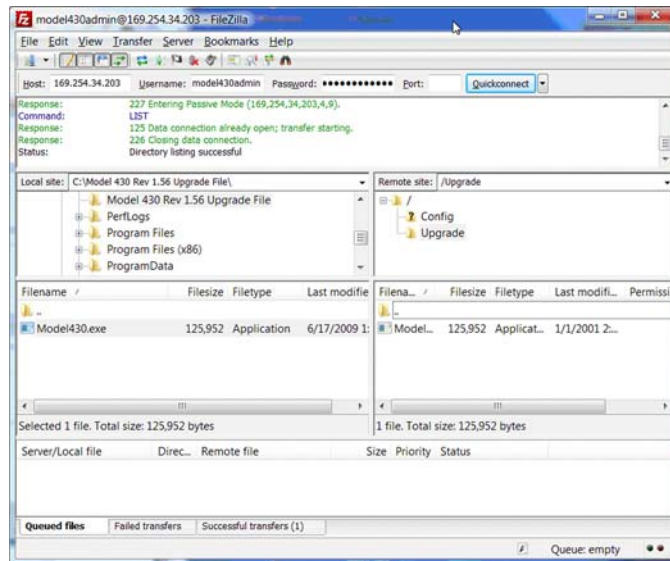 model430admin@169.254.34.203 - FileZilla
File Edit View Transfer Server Bookmarks Help
Host: 169.254.34.203 Username: model430admin Password: •••••••••••• Port: Quickconnect
Response: 227 Entering Passive Mode (169,254,34,203,4,9).
Command: LIST
Response: 125 Data connection already open; transfer starting.
Response: 226 Closing data connection.
Status: Directory listing successful
Local site: C:\Model 430 Rev 1.56 Upgrade File\
Remote site: /Upgrade
Model 430 Rev 1.56 Upgrade File
PerfLogs
Program Files
Program Files (x86)
ProgramData
/
? Config
Upgrade
Filename / Filesize Filetype Last modifie
..
Model430.exe 125,952 Application 6/17/2009 1:
Selected 1 file. Total size: 125,952 bytes
Filena... / Filesize Filetype Last modifi... Permissi
..
Model... 125,952 Applicat... 1/1/2001 2:...
1 file. Total size: 125,952 bytes
Server/Local file Direc... Remote file Size Priority Status
Queued files Failed transfers Successful transfers (1)
Queue: empty